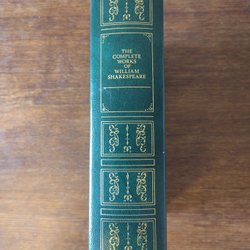 THE
COMPLETE
WORKS
OF
WILLIAM
SHAKESPEARE